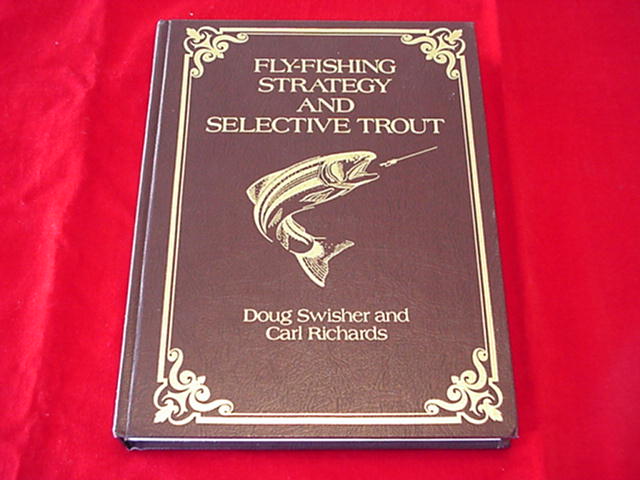 FLY-FISHING
STRATEGY
AND
SELECTIVE TROUT
Doug Swisher and
Carl Richards